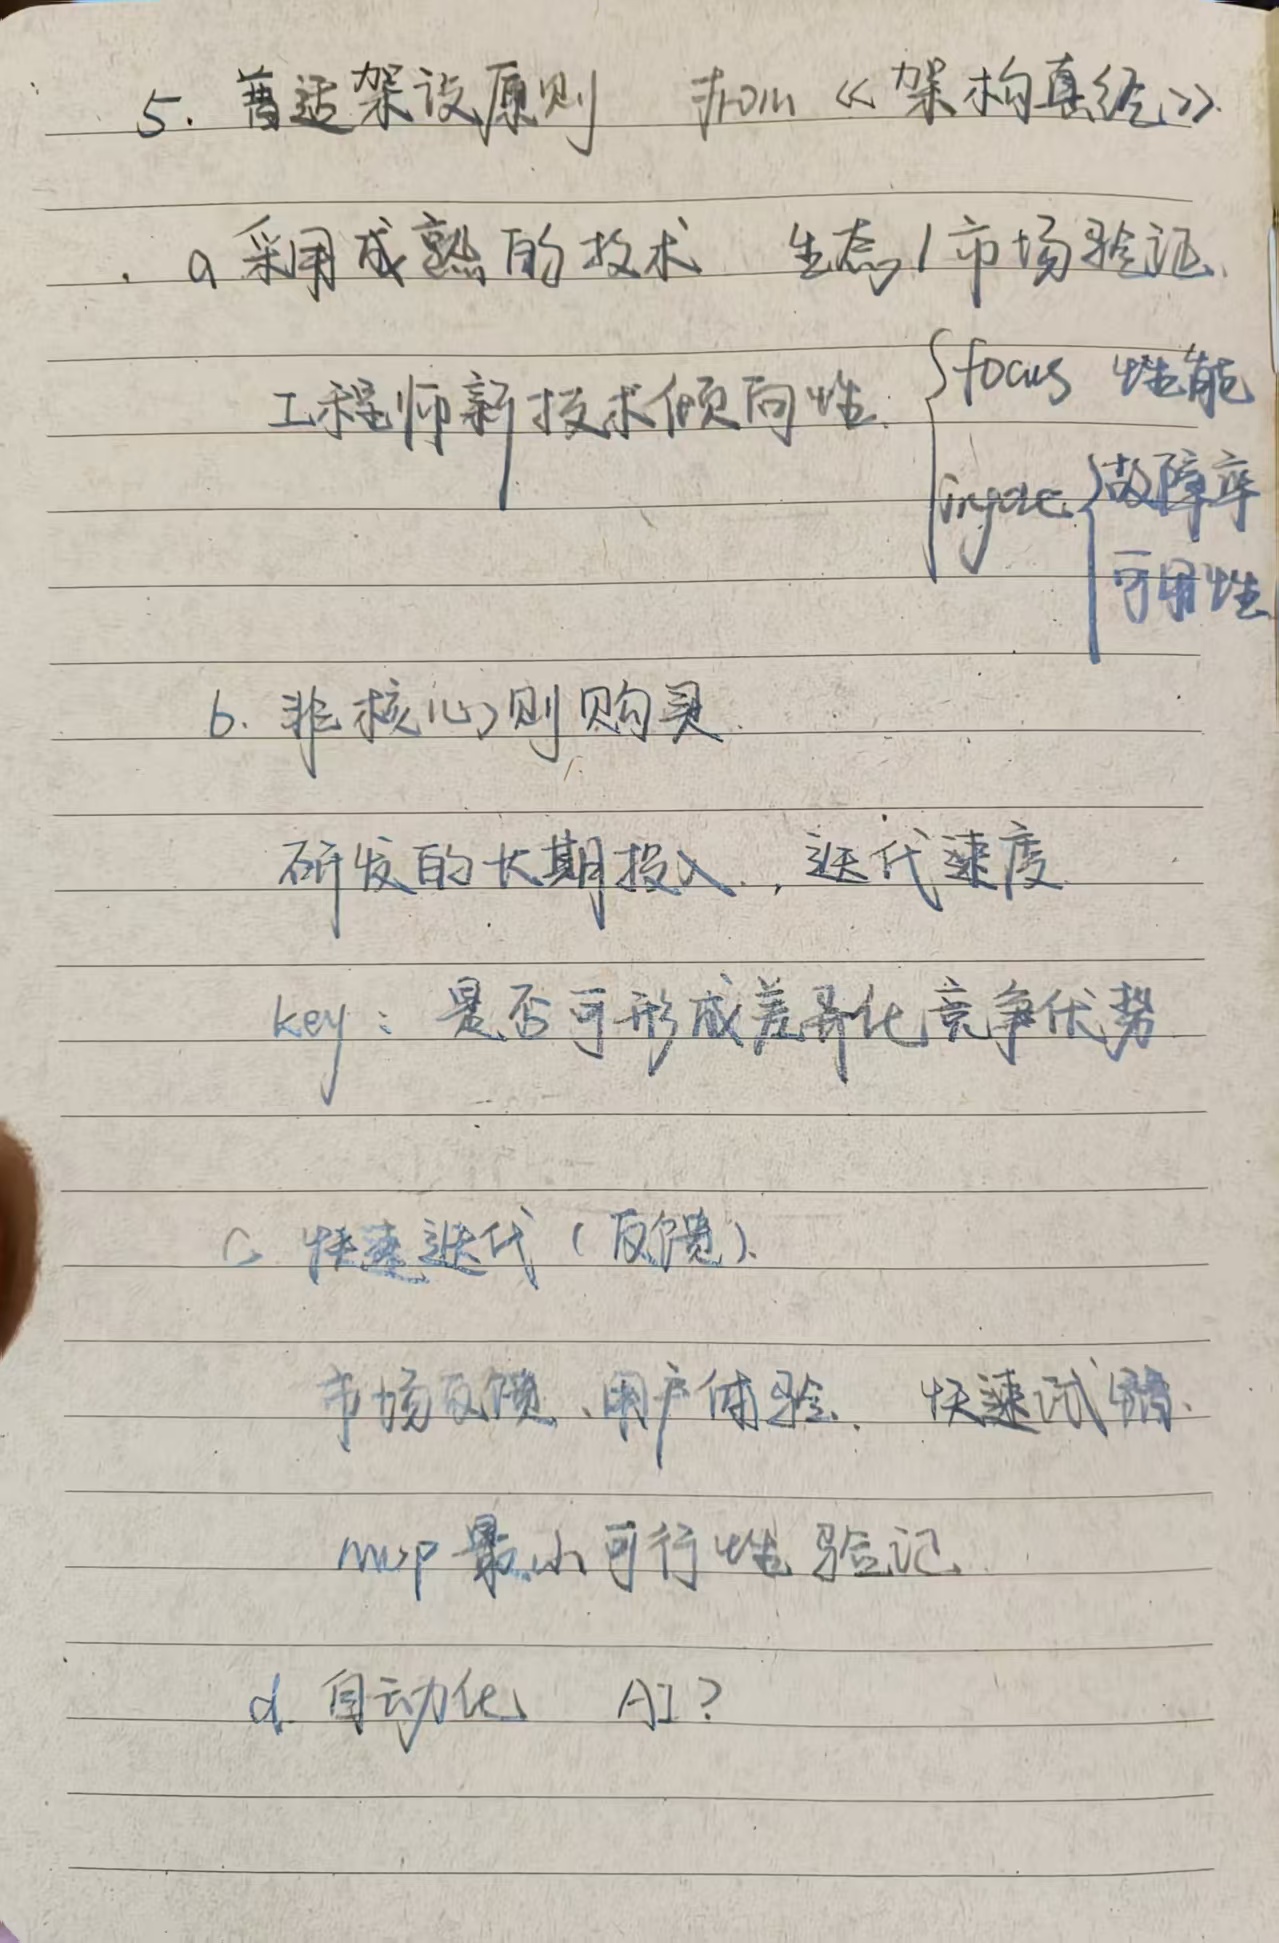 5. 普适架设原则 from《架构真经》
a 采用成熟的技术 生态/市场验证
工程师新技术倾向性. { focus 性能
ingore { 故障率
可用性
b. 非核心则购买.
研发的长期投入., 迭代速度
key: 是否可形成差异化竞争优势
c 快速迭代(反馈).
市场反馈、用户体验. 快速试错.
mvp 最小可行性验证
d. 自动化 AI?